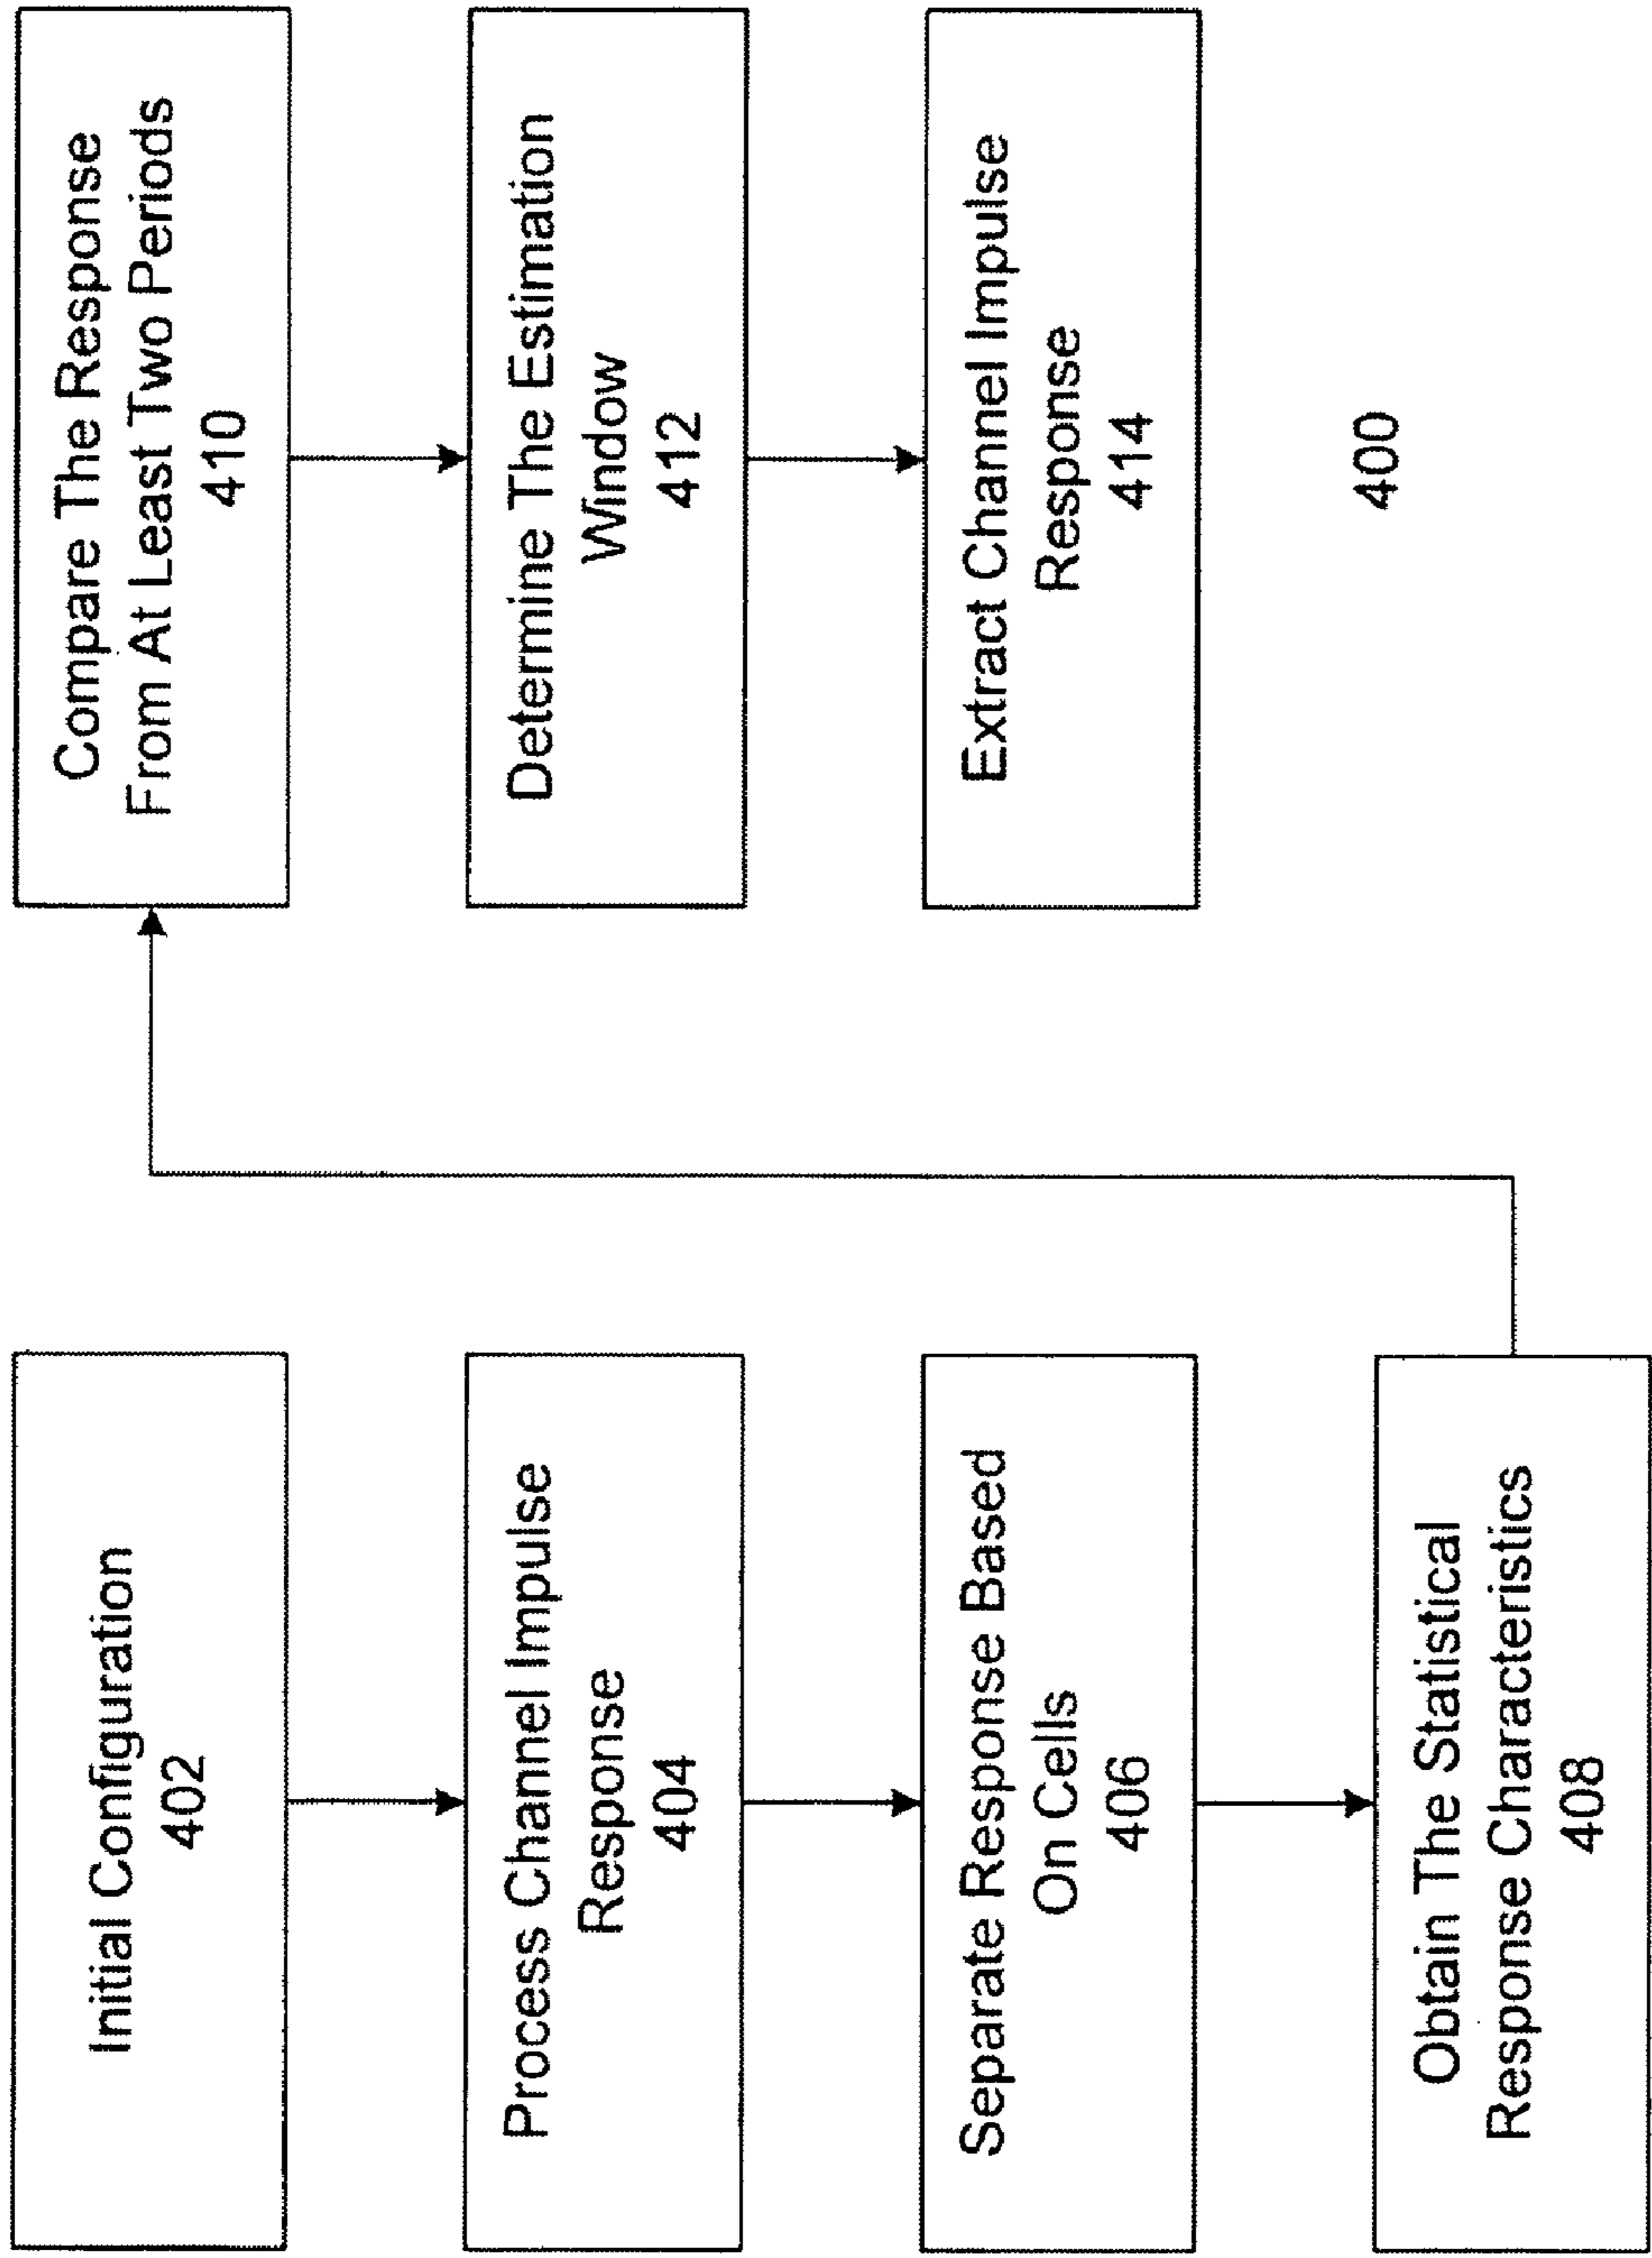 Initial Configuration
402
Process Channel Impulse
Response
404
Separate Response Based
On Cells
406
Obtain The Statistical
Response Characteristics
408
Compare The Response
From At Least Two Periods
410
Determine The Estimation
Window
412
Extract Channel Impulse
Response
414
400